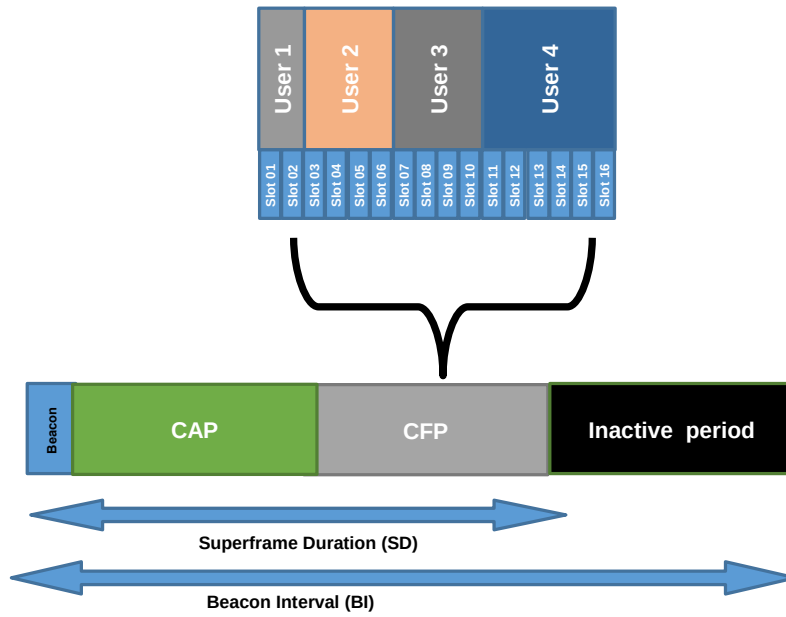 User 1
User 2
User 3
User 4
Slot 01
Slot 02
Slot 03
Slot 04
Slot 05
Slot 06
Slot 07
Slot 08
Slot 09
Slot 10
Slot 11
Slot 12
Slot 13
Slot 14
Slot 15
Slot 16
Beacon
CAP
CFP
Inactive period
Superframe Duration (SD)
Beacon Interval (BI)